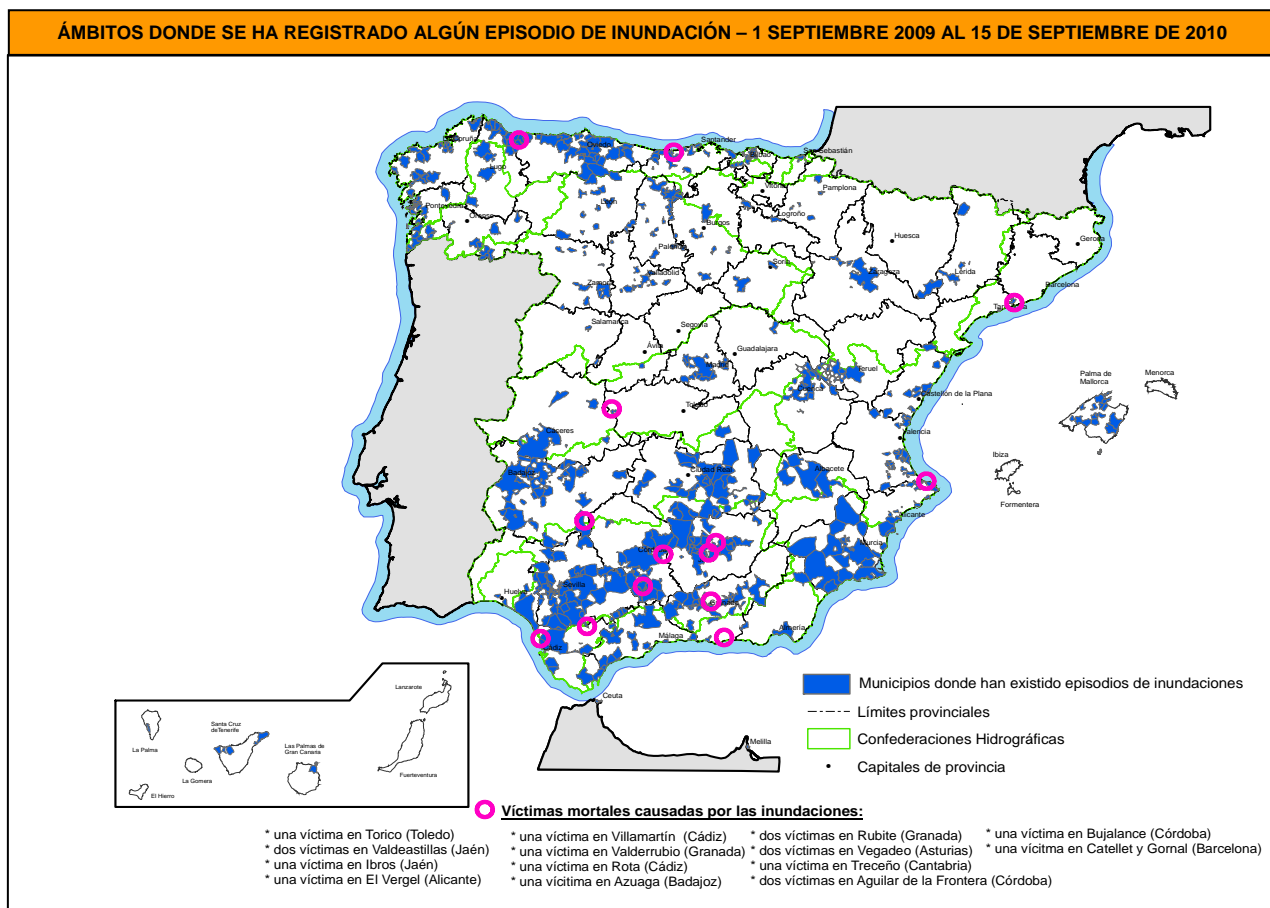 ÁMBITOS DONDE SE HA REGISTRADO ALGÚN EPISODIO DE INUNDACIÓN – 1 SEPTIEMBRE 2009 AL 15 DE SEPTIEMBRE DE 2010
Santander
Oviedo
Bilbao
San Sebastián
Lugo
Vitoria
Pamplona
León
Pontevedra
Orense
Logroño
Burgos
Huesca
Gerona
Palencia
Soria
Zaragoza
Lérida
Valladolid
Zamora
Barcelona
Tarragona
Salamanca
Segovia
Ávila
Guadalajara
Madrid
Teruel
Cuenca
Palma de
Mallorca
Menorca
Castellón de la Plana
Toledo
Cáceres
Valencia
Ibiza
Badajoz
Ciudad Real
Albacete
Formentera
Alicante
Murcia
Córdoba
Sevilla
Huelva
Almería
Málaga
Cádiz
Ceuta
Melilla
Lanzarote
Santa Cruz
deTenerife
La Palma
Las Palmas de
Gran Canaria
La Gomera
Fuerteventura
El Hierro
Municipios donde han existido episodios de inundaciones
Límites provinciales
Confederaciones Hidrográficas
Capitales de provincia
Víctimas mortales causadas por las inundaciones:
* una víctima en Torico (Toledo)
* dos víctimas en Valdeastillas (Jaén)
* una víctima en Ibros (Jaén)
* una víctima en El Vergel (Alicante)
* una víctima en Villamartín (Cádiz)
* una víctima en Valderrubio (Granada)
* una víctima en Rota (Cádiz)
* una vícitima en Azuaga (Badajoz)
* dos víctimas en Rubite (Granada)
* dos víctimas en Vegadeo (Asturias)
* una víctima en Treceño (Cantabria)
* dos víctimas en Aguilar de la Frontera (Córdoba)
* una víctima en Bujalance (Córdoba)
* una veícitma en Catellet y Gornal (Barcelona)